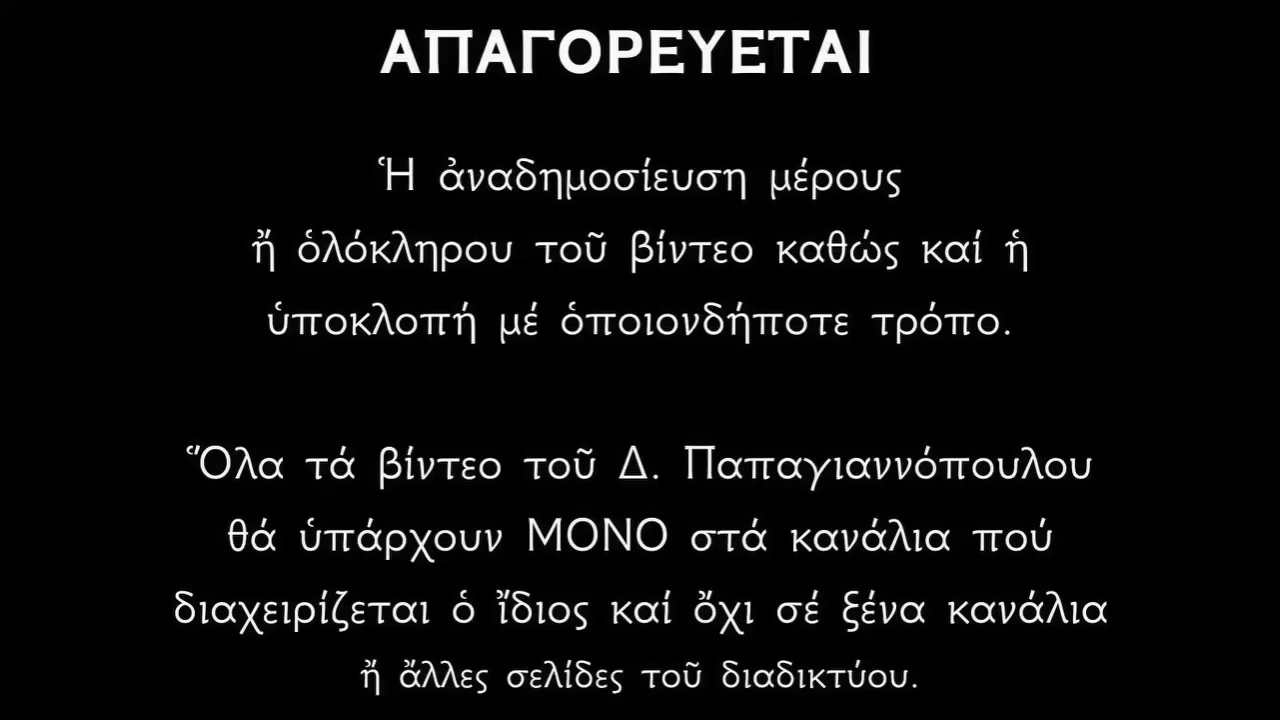 ΑΠΑΓΟΡΕΥΕΤΑΙ
Ἡ ἀναδημοσίευση μέρους
ἤ ὁλόκληρου τοῦ βίντεο καθώς καί ἡ
ὑποκλοπή μέ ὁποιονδήποτε τρόπο.
Ὅλα τά βίντεο τοῦ Δ. Παπαγιαννόπουλου
θά ὑπάρχουν ΜΟΝΟ στά κανάλια πού
διαχειρίζεται ὁ ἴδιος καί ὄχι σέ ξένα κανάλια
ἤ ἄλλες σελίδες τοῦ διαδικτύου.